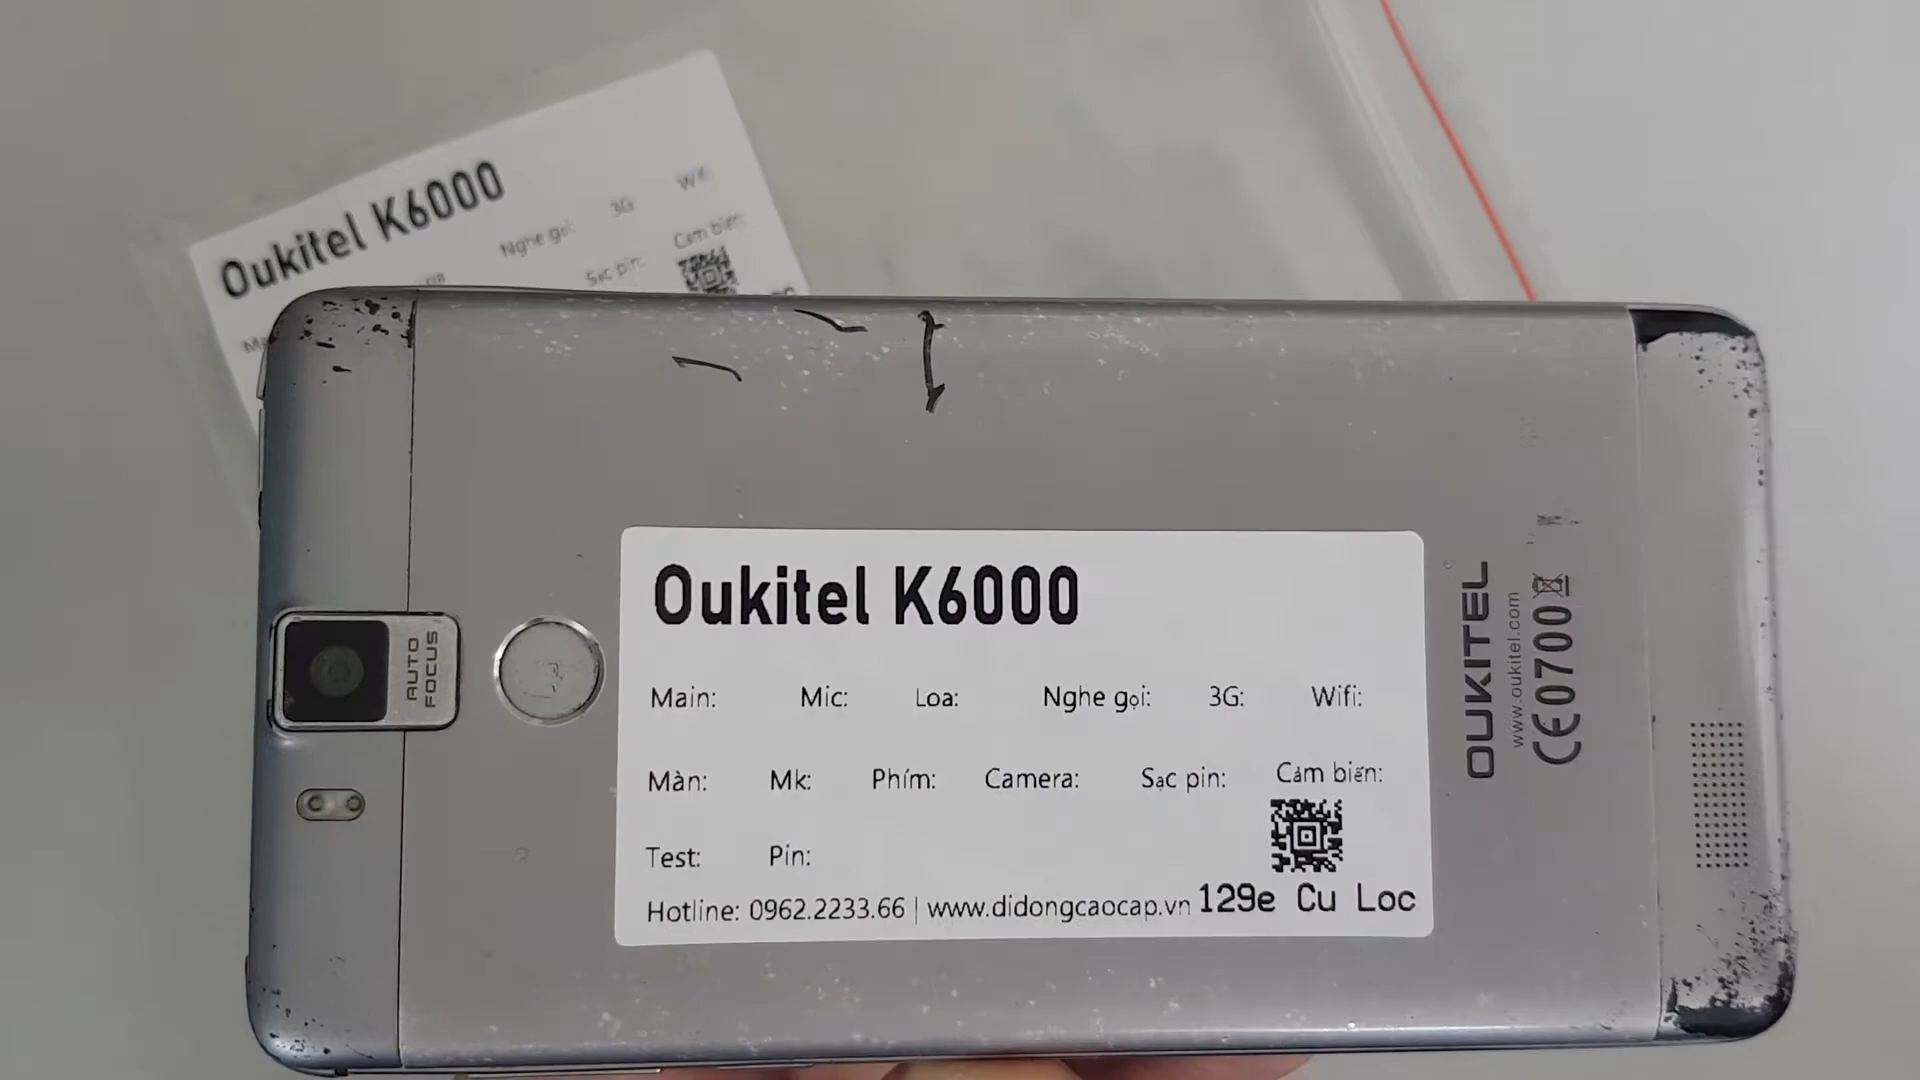 Oukitel K6000
Nghe gọi: 3G Wifi
Sạc pin: Cảm biến:
AUTO
FOCUS
Oukitel K6000
Main: Mic: Loa: Nghe gọi: 3G: Wifi:
Màn: Mk: Phím: Camera: Sạc pin: Cảm biến:
Test: Pin:
Hotline: 0962.2233.66 | www.didongcaocap.vn 129e Cu Loc
OUKITEL
www.oukitel.com
CE0700